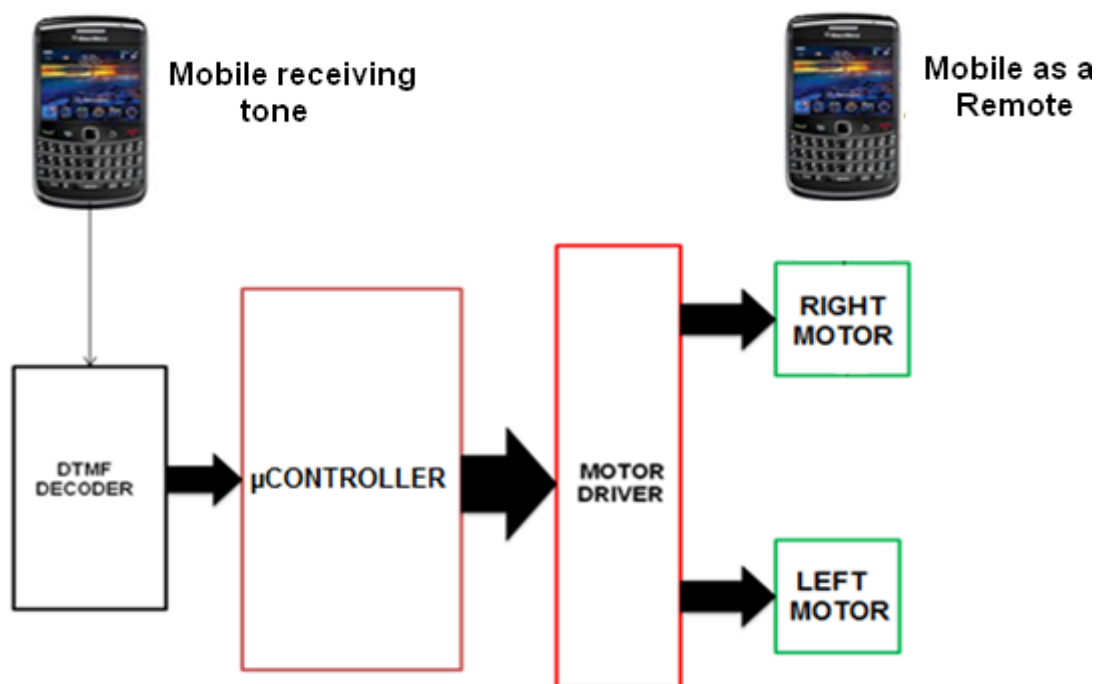 Mobile receiving
tone
Mobile as a
Remote
RIGHT
MOTOR
DTMF
DECODER
µCONTROLLER
MOTOR
DRIVER
LEFT
MOTOR